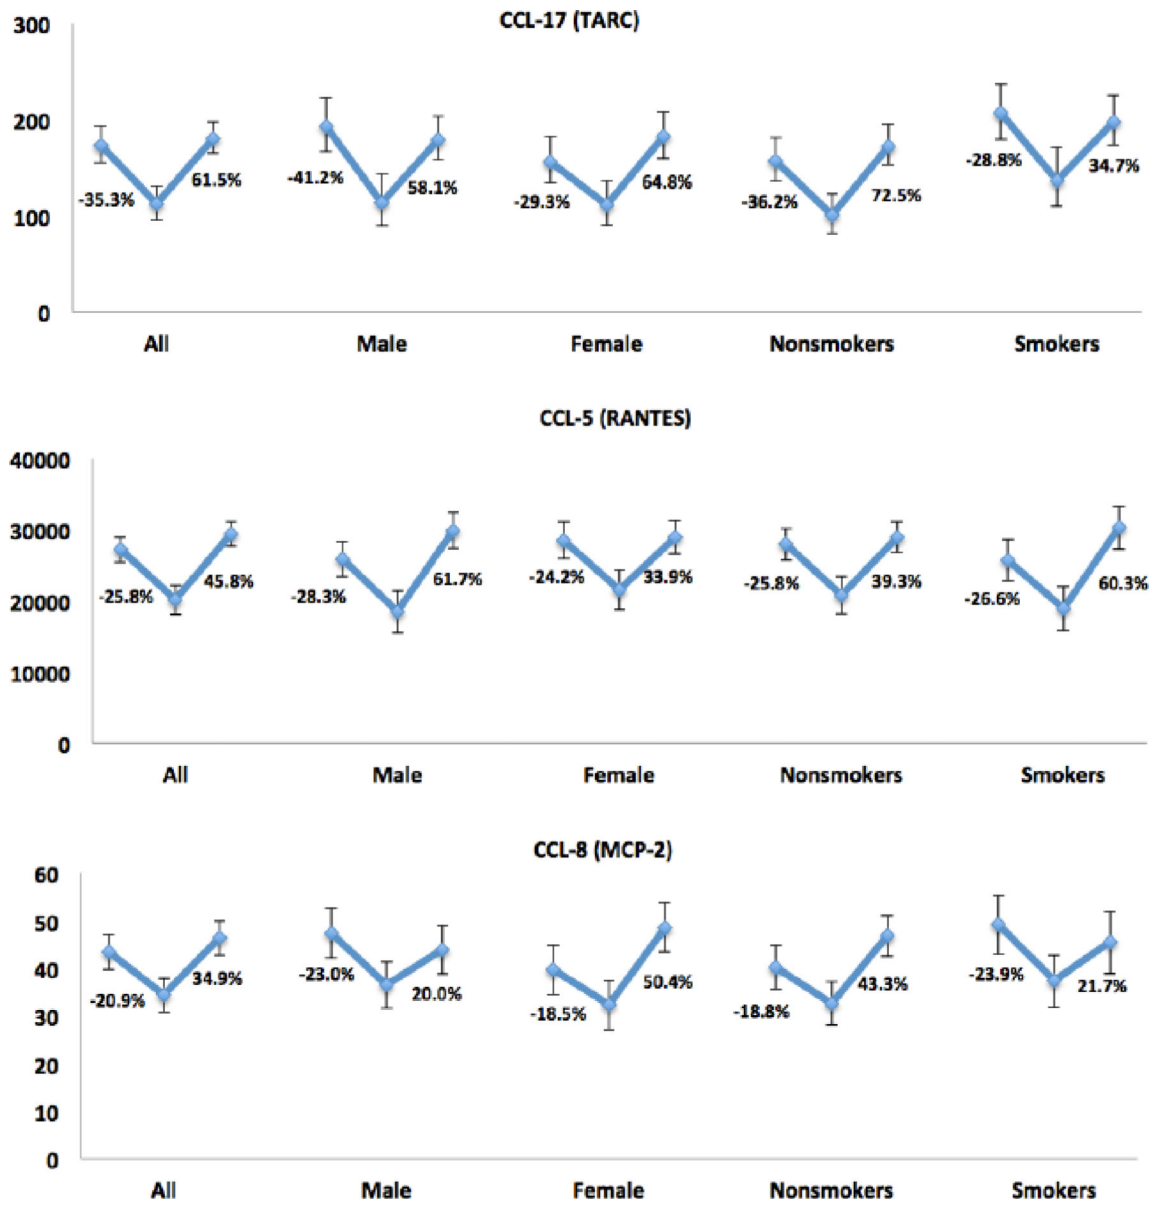 CCL-17 (TARC)
300
200
100
0
-35.3% 61.5% -41.2% 58.1% -29.3% 64.8% -36.2% 72.5% -28.8% 34.7%
All Male Female Nonsmokers Smokers
CCL-5 (RANTES)
40000
30000
20000
10000
0
-25.8% 45.8% -28.3% 61.7% -24.2% 33.9% -25.8% 39.3% -26.6% 60.3%
All Male Female Nonsmokers Smokers
CCL-8 (MCP-2)
60
50
40
30
20
10
0
-20.9% 34.9% -23.0% 20.0% -18.5% 50.4% -18.8% 43.3% -23.9% 21.7%
All Male Female Nonsmokers Smokers